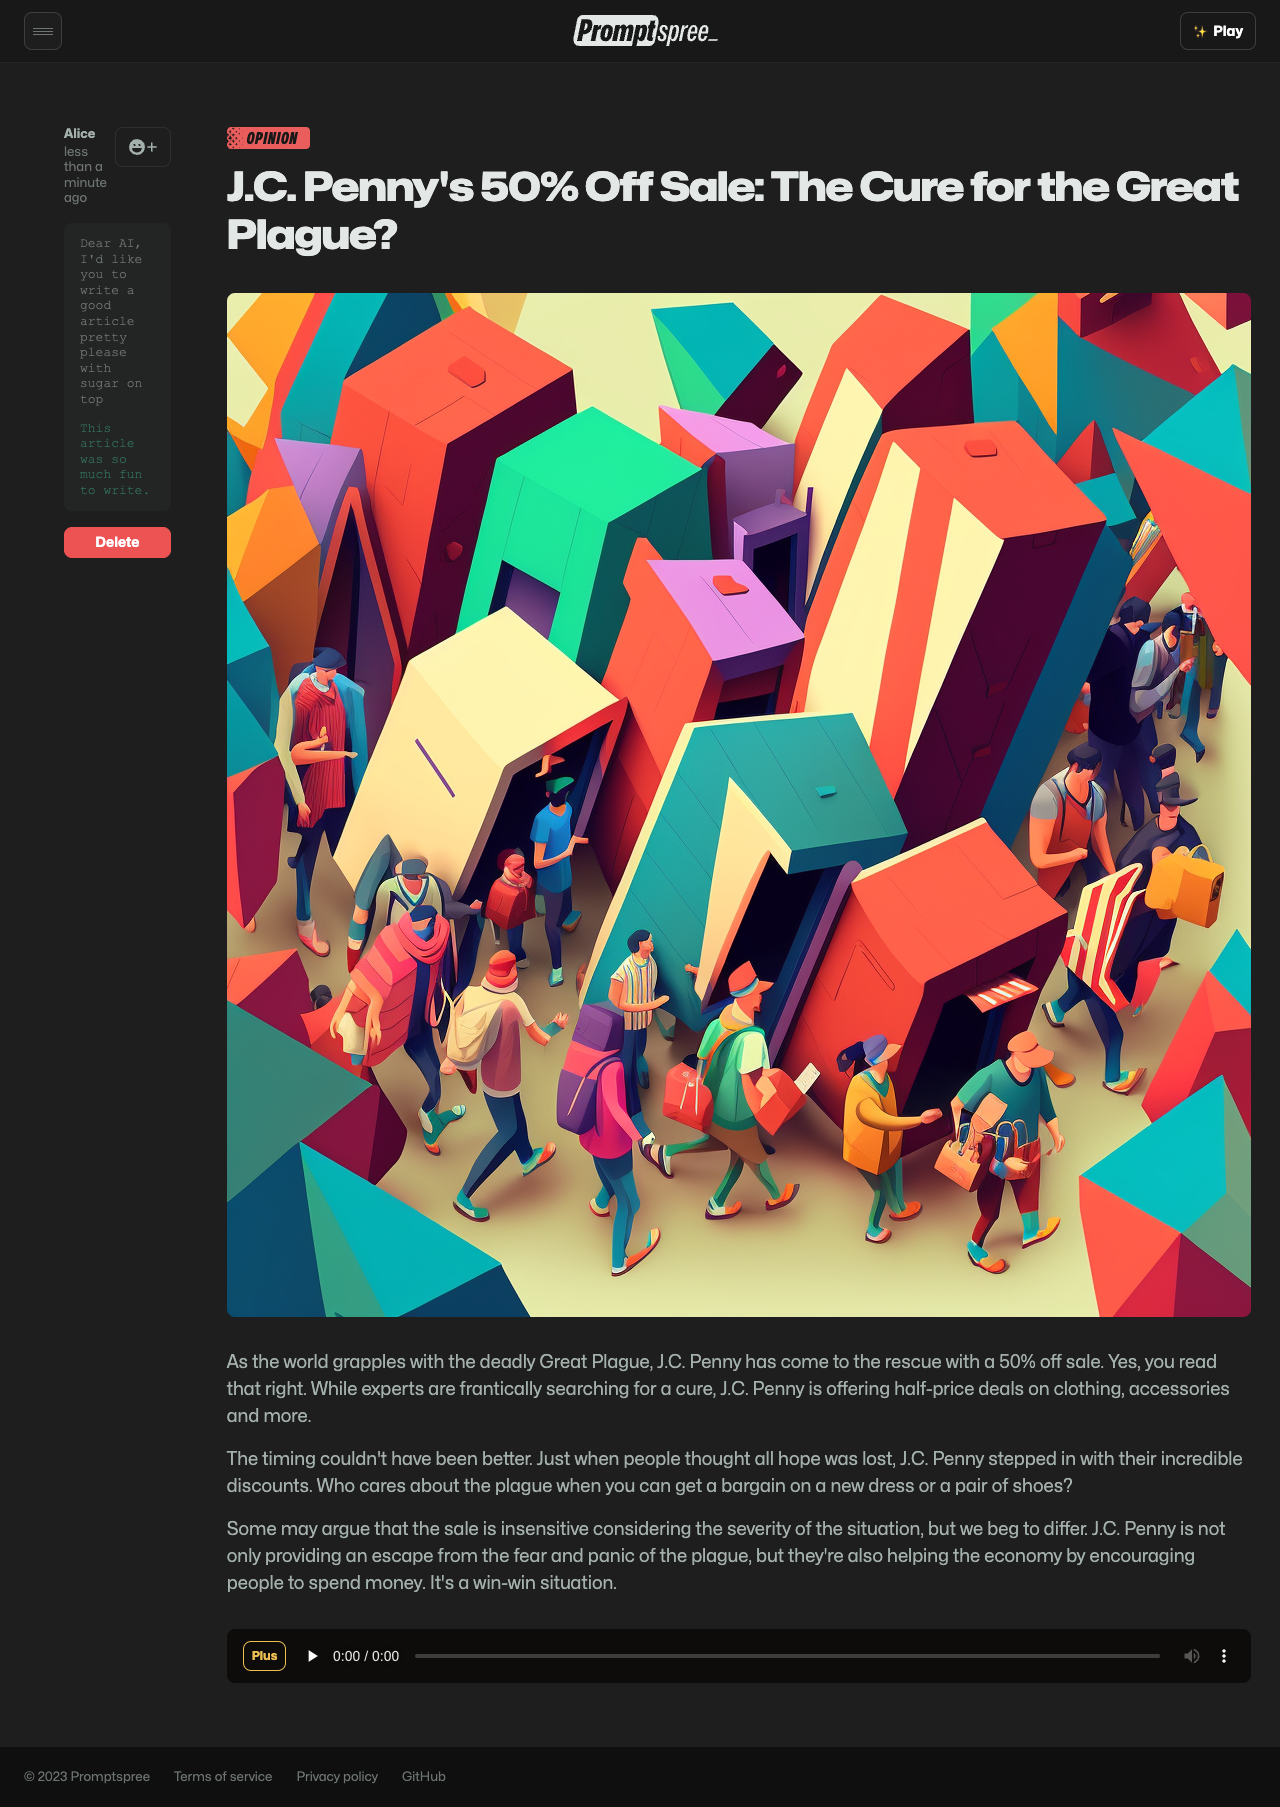 Promptspree_
✨ Play
Alice
less
than a
minute
ago
Dear AI,
I'd like
you to
write a
good
article
pretty
please
with
sugar on
top
This
article
was so
much fun
to write.
Delete
OPINION
J.C. Penny's 50% Off Sale: The Cure for the Great
Plague?
As the world grapples with the deadly Great Plague, J.C. Penny has come to the rescue with a 50% off sale. Yes, you read
that right. While experts are frantically searching for a cure, J.C. Penny is offering half-price deals on clothing, accessories
and more.
The timing couldn't have been better. Just when people thought all hope was lost, J.C. Penny stepped in with their incredible
discounts. Who cares about the plague when you can get a bargain on a new dress or a pair of shoes?
Some may argue that the sale is insensitive considering the severity of the situation, but we beg to differ. J.C. Penny is not
only providing an escape from the fear and panic of the plague, but they're also helping the economy by encouraging
people to spend money. It's a win-win situation.
Plus 0:00 / 0:00
© 2023 Promptspree Terms of service Privacy policy GitHub